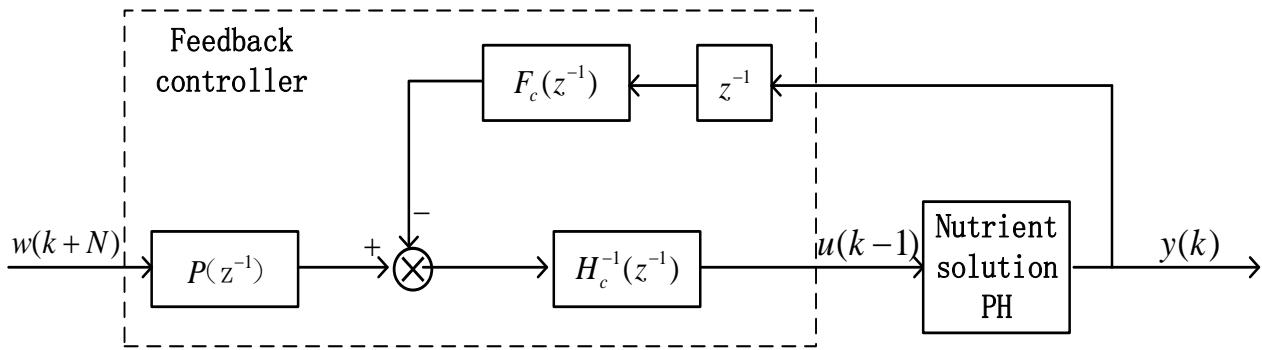 Feedback
controller
F_c(z⁻¹)
z⁻¹
−
w(k+N)
P(z⁻¹)
+
H_c⁻¹(z⁻¹)
u(k−1)
Nutrient
solution
PH
y(k)